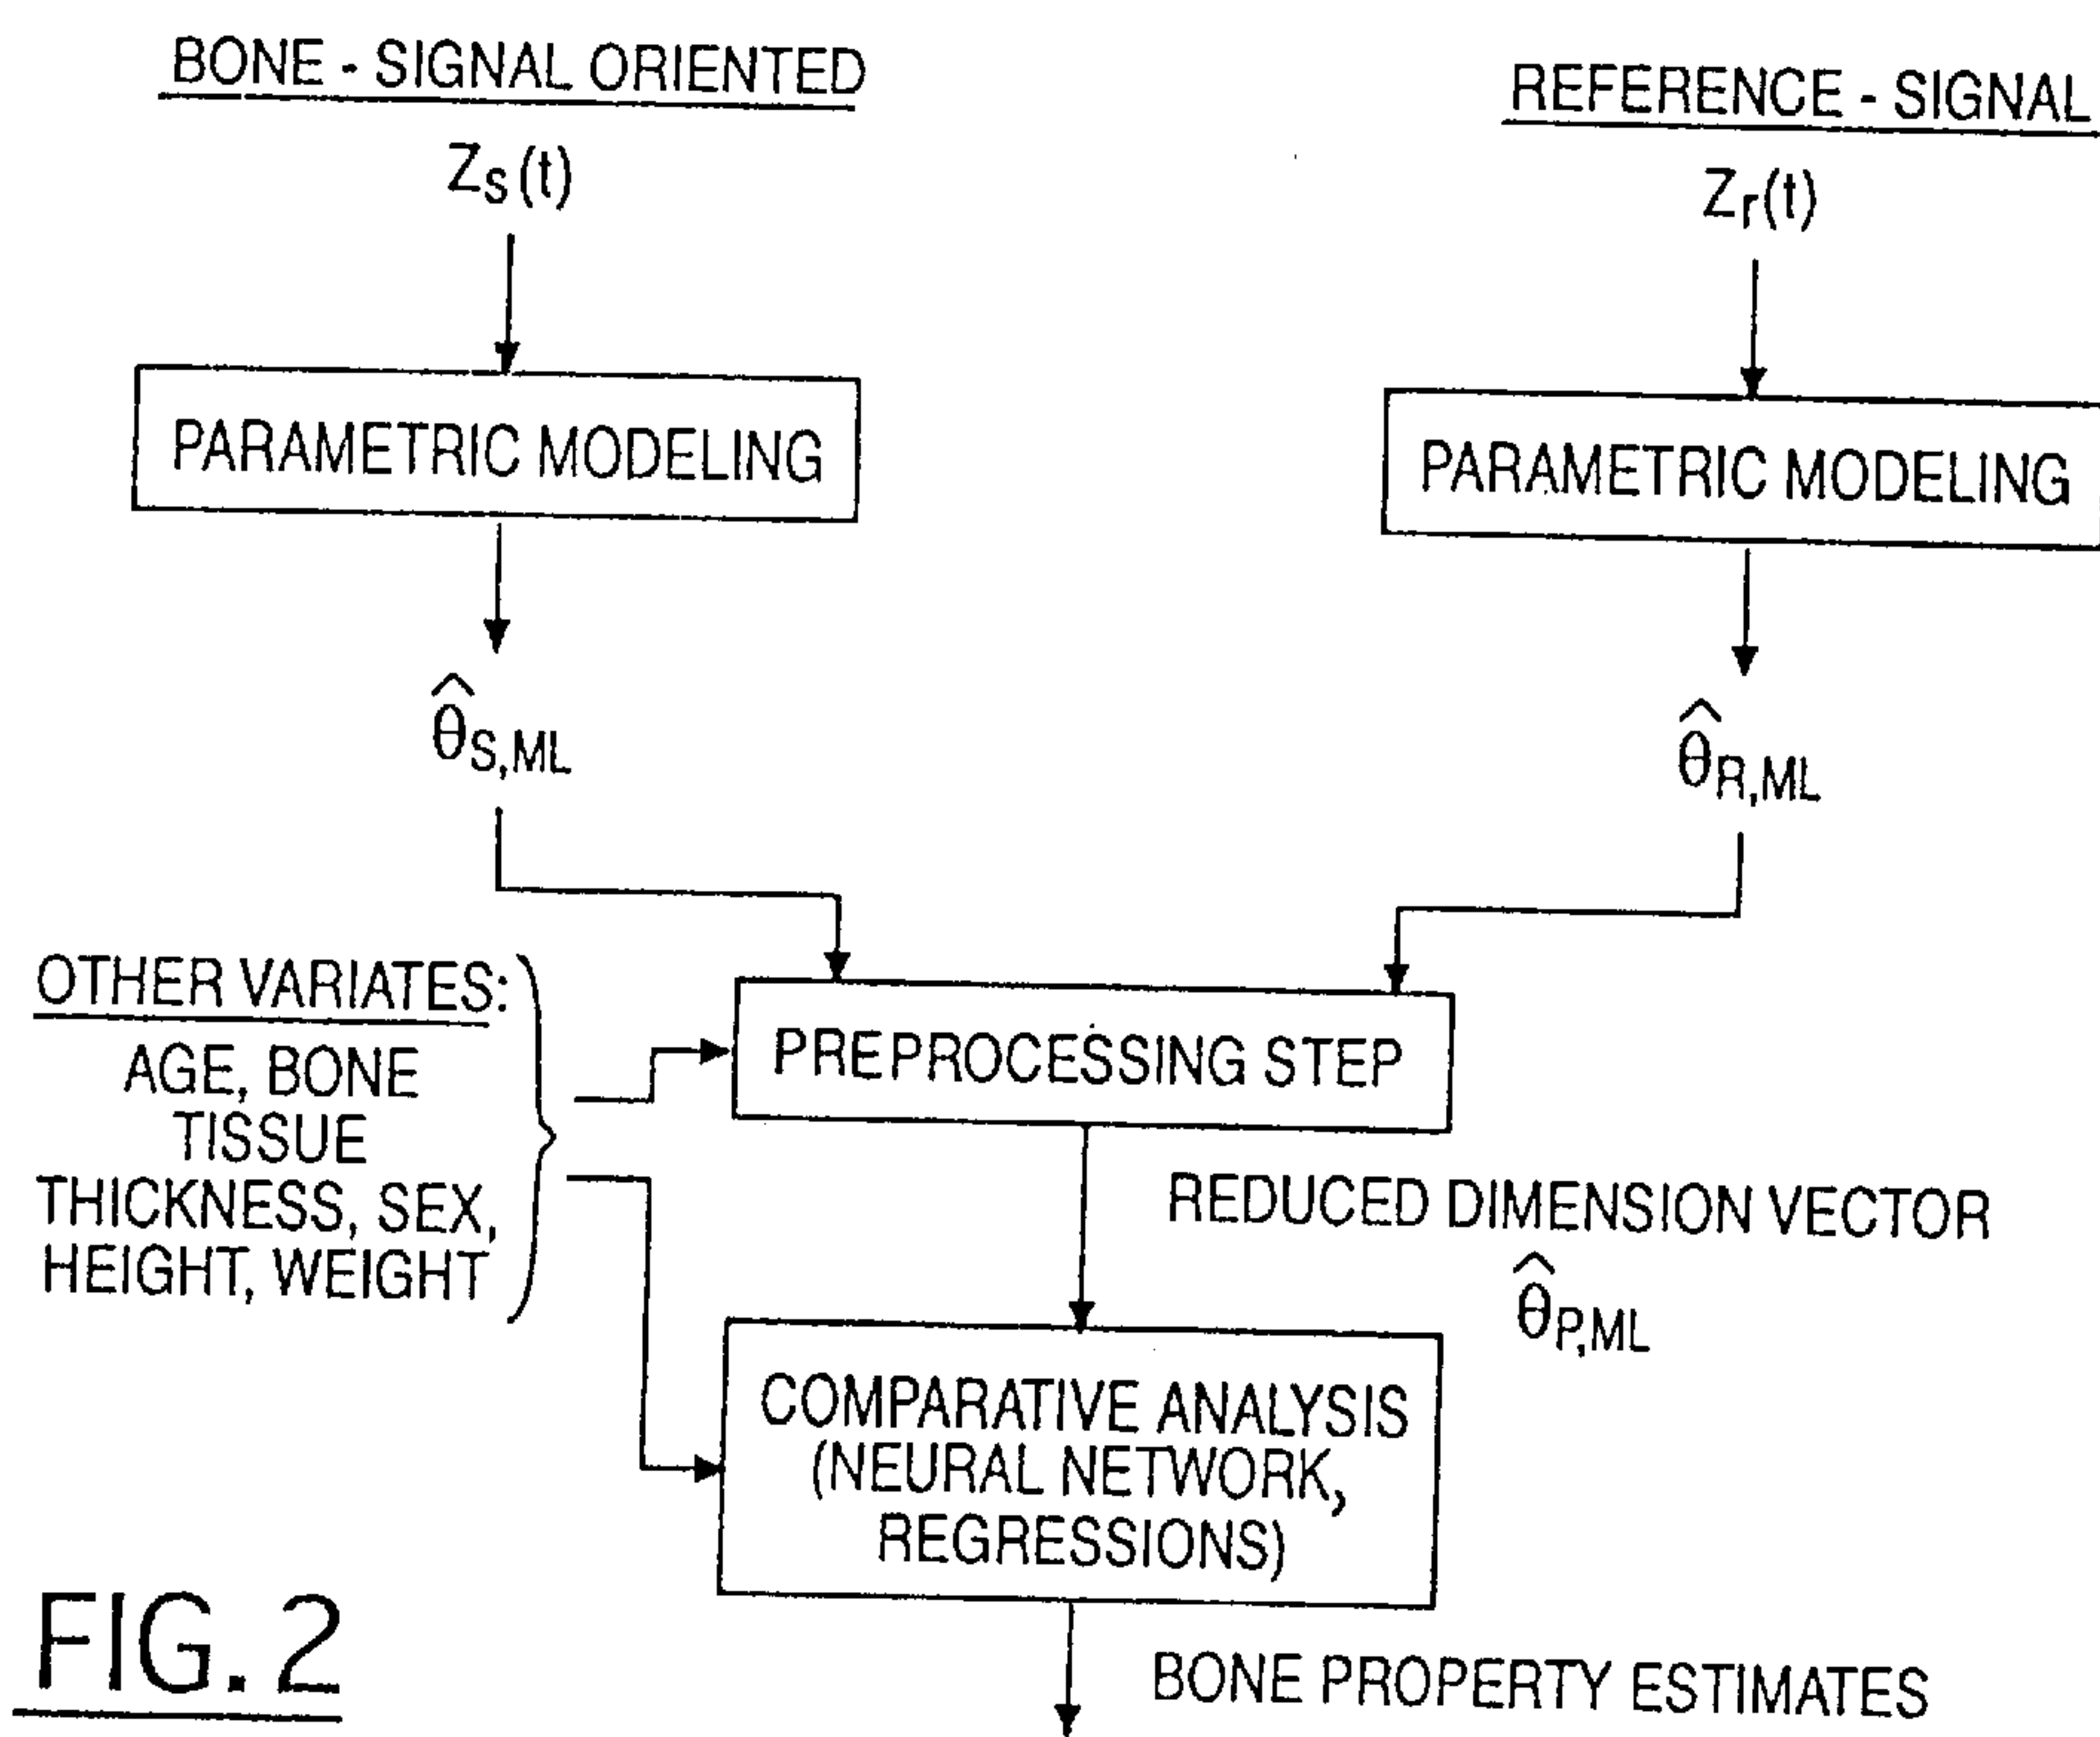 BONE - SIGNAL ORIENTED
Zs(t)
REFERENCE - SIGNAL
Zr(t)
PARAMETRIC MODELING
PARAMETRIC MODELING
θ̂S,ML
θ̂R,ML
OTHER VARIATES:
AGE, BONE
TISSUE
THICKNESS, SEX,
HEIGHT, WEIGHT
PREPROCESSING STEP
REDUCED DIMENSION VECTOR
θ̂P,ML
COMPARATIVE ANALYSIS
(NEURAL NETWORK,
REGRESSIONS)
BONE PROPERTY ESTIMATES
FIG. 2